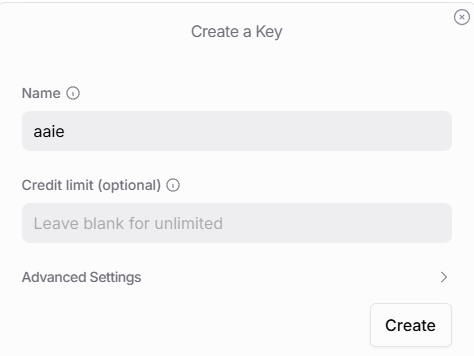 Create a Key
Name
aaie
Credit limit (optional)
Leave blank for unlimited
Advanced Settings
Create